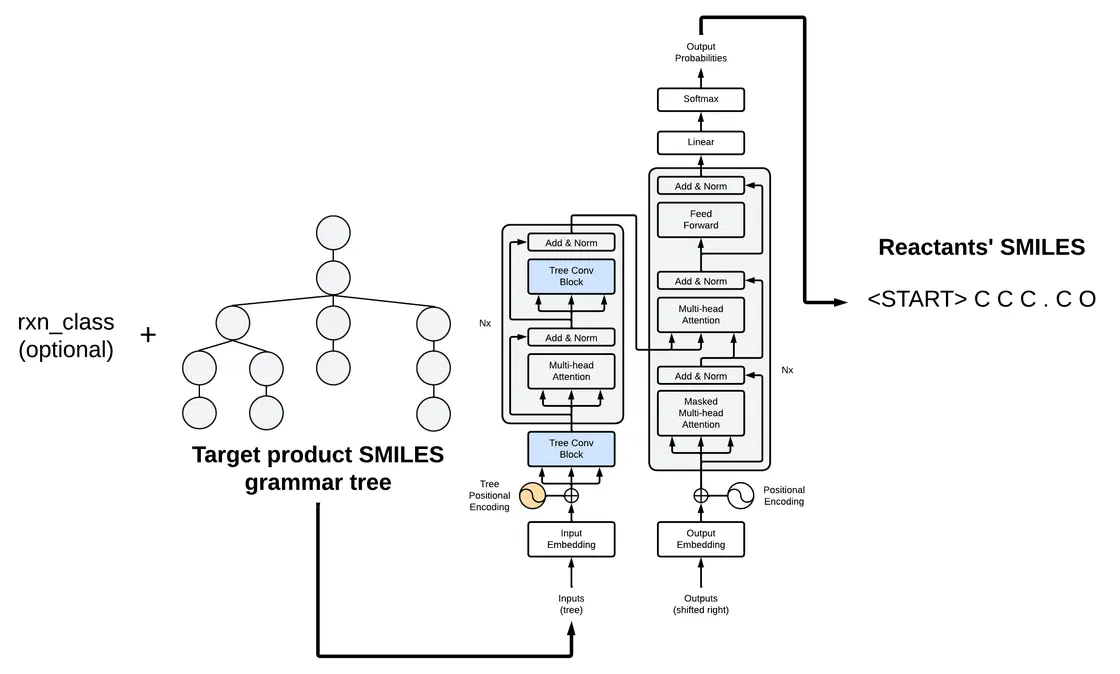 rxn_class
(optional)
+
Target product SMILES
grammar tree
Nx
Add & Norm
Tree Conv
Block
Add & Norm
Multi-head
Attention
Tree Conv
Block
Tree
Positional
Encoding
Input
Embedding
Inputs
(tree)
Output
Probabilities
Softmax
Linear
Add & Norm
Feed
Forward
Add & Norm
Multi-head
Attention
Nx
Add & Norm
Masked
Multi-head
Attention
Positional
Encoding
Output
Embedding
Outputs
(shifted right)
Reactants' SMILES
<START> C C C . C O